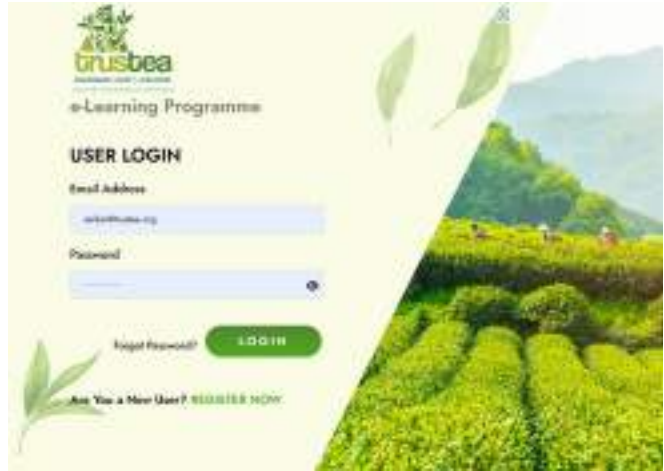 trustea
e-Learning Programme
USER LOGIN
Email Address
Password
Forgot Password?
LOGIN
Are You a New User? REGISTER NOW